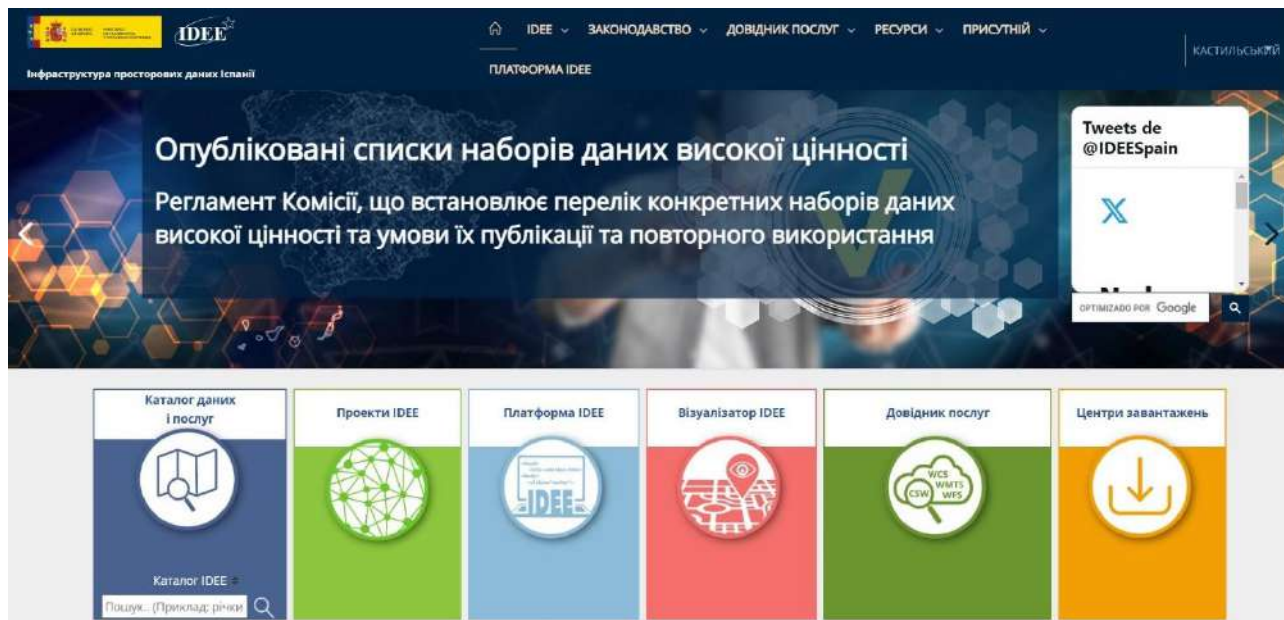 IDEE
Інфраструктура просторових даних Іспанії
IDEE ЗАКОНОДАВСТВО ДОВІДНИК ПОСЛУГ РЕСУРСИ ПРИСУТНІЙ
ПЛАТФОРМА IDEE
КАСТИЛЬСЬКИЙ
Опубліковані списки наборів даних високої цінності
Регламент Комісії, що встановлює перелік конкретних наборів даних
високої цінності та умови їх публікації та повторного використання
Tweets de
@IDEESpain
OPTIMIZADO POR Google
Каталог даних
і послуг
Каталог IDEE
Пошук.. (Приклад: річки
Проекти IDEE
Платформа IDEE
IDEE
Візуалізатор IDEE
Довідник послуг
WCS
WMTS
CSW WFS
Центри завантажень